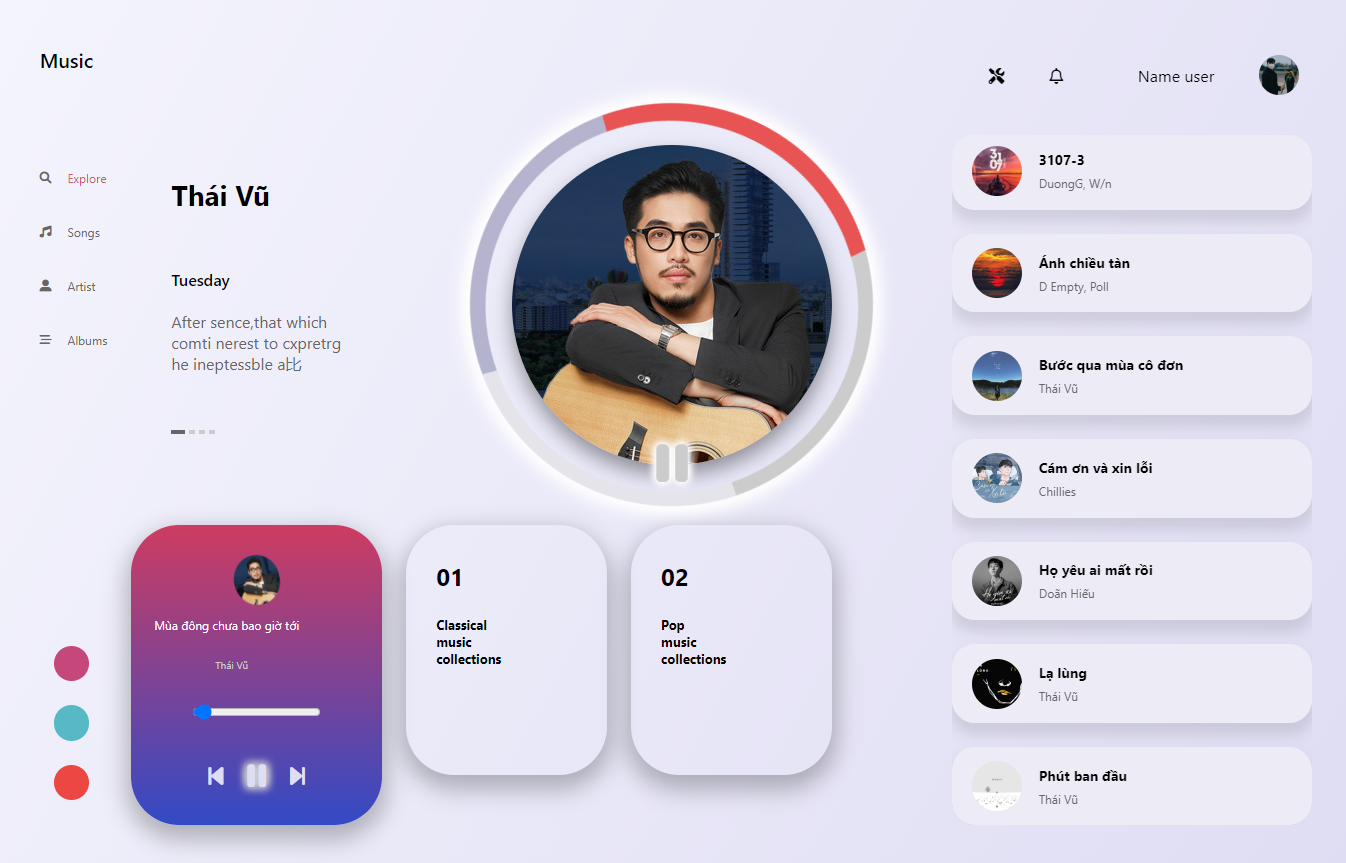 Music
Name user
Explore
Songs
Artist
Albums
Thái Vũ
Tuesday
After sence,that which
comti nerest to cxpretrg
he ineptessble a比
Mùa đông chưa bao giờ tới
Thái Vũ
01
Classical
music
collections
02
Pop
music
collections
3107-3
DuongG, W/n
Ánh chiều tàn
D Empty, Poll
Bước qua mùa cô đơn
Thái Vũ
Cám ơn và xin lỗi
Chillies
Họ yêu ai mất rồi
Doãn Hiếu
Lạ lùng
Thái Vũ
Phút ban đầu
Thái Vũ